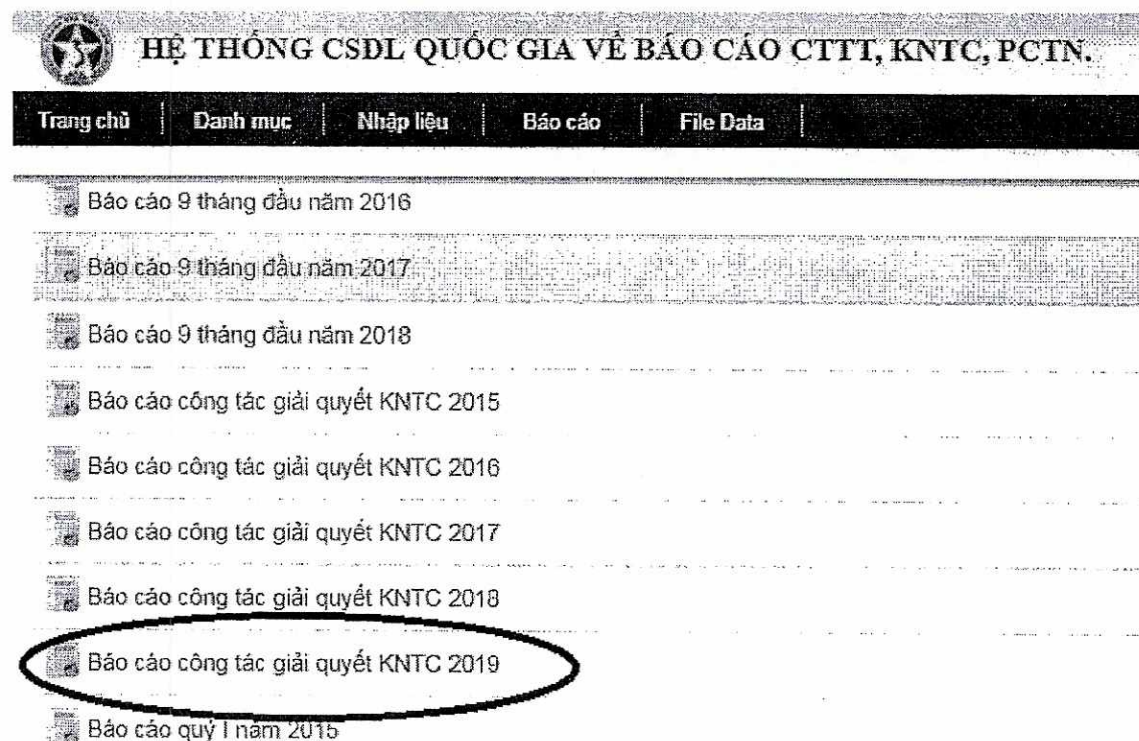 HỆ THỐNG CSDL QUỐC GIA VỀ BÁO CÁO CTTT, KNTC, PCTN.
Trang chủ Danh mục Nhập liệu Báo cáo File Data
Báo cáo 9 tháng đầu năm 2016
Báo cáo 9 tháng đầu năm 2017
Báo cáo 9 tháng đầu năm 2018
Báo cáo công tác giải quyết KNTC 2015
Báo cáo công tác giải quyết KNTC 2016
Báo cáo công tác giải quyết KNTC 2017
Báo cáo công tác giải quyết KNTC 2018
Báo cáo công tác giải quyết KNTC 2019
Báo cáo quý I năm 2015